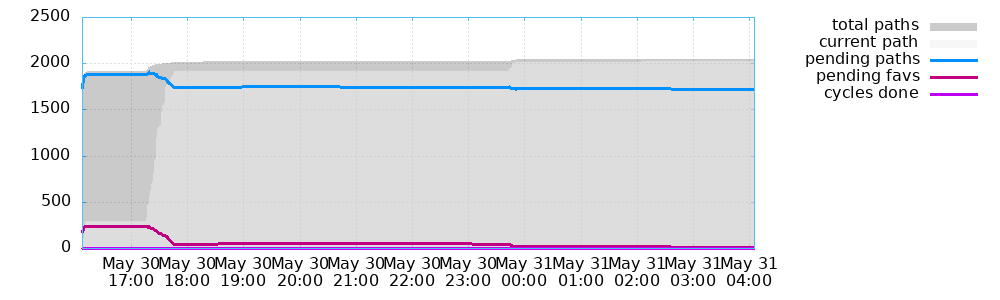 2500
2000
1500
1000
500
0
total paths
current path
pending paths
pending favs
cycles done
May 30 May 30 May 30 May 30 May 30 May 30 May 30 May 31 May 31 May 31 May 31 May 31
17:00 18:00 19:00 20:00 21:00 22:00 23:00 00:00 01:00 02:00 03:00 04:00